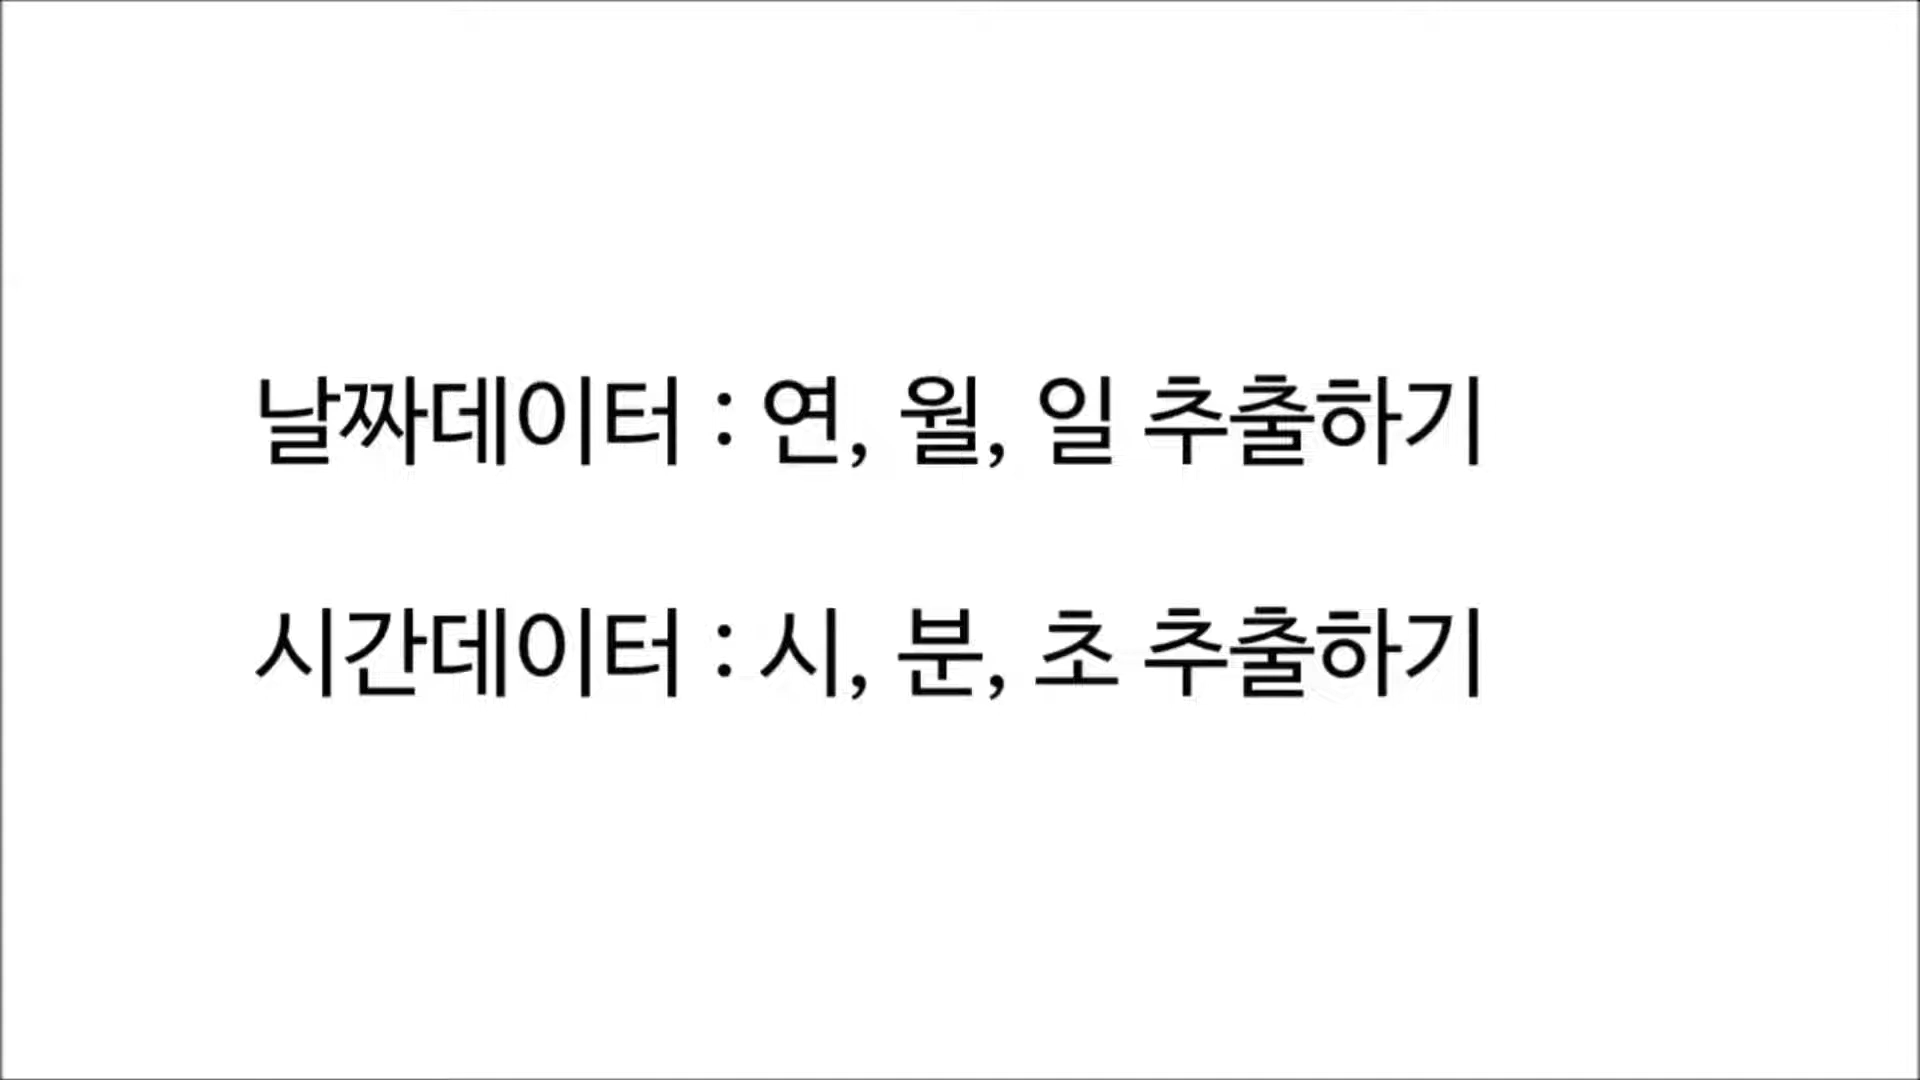 날짜데이터 : 연, 월, 일 추출하기
시간데이터 : 시, 분, 초 추출하기